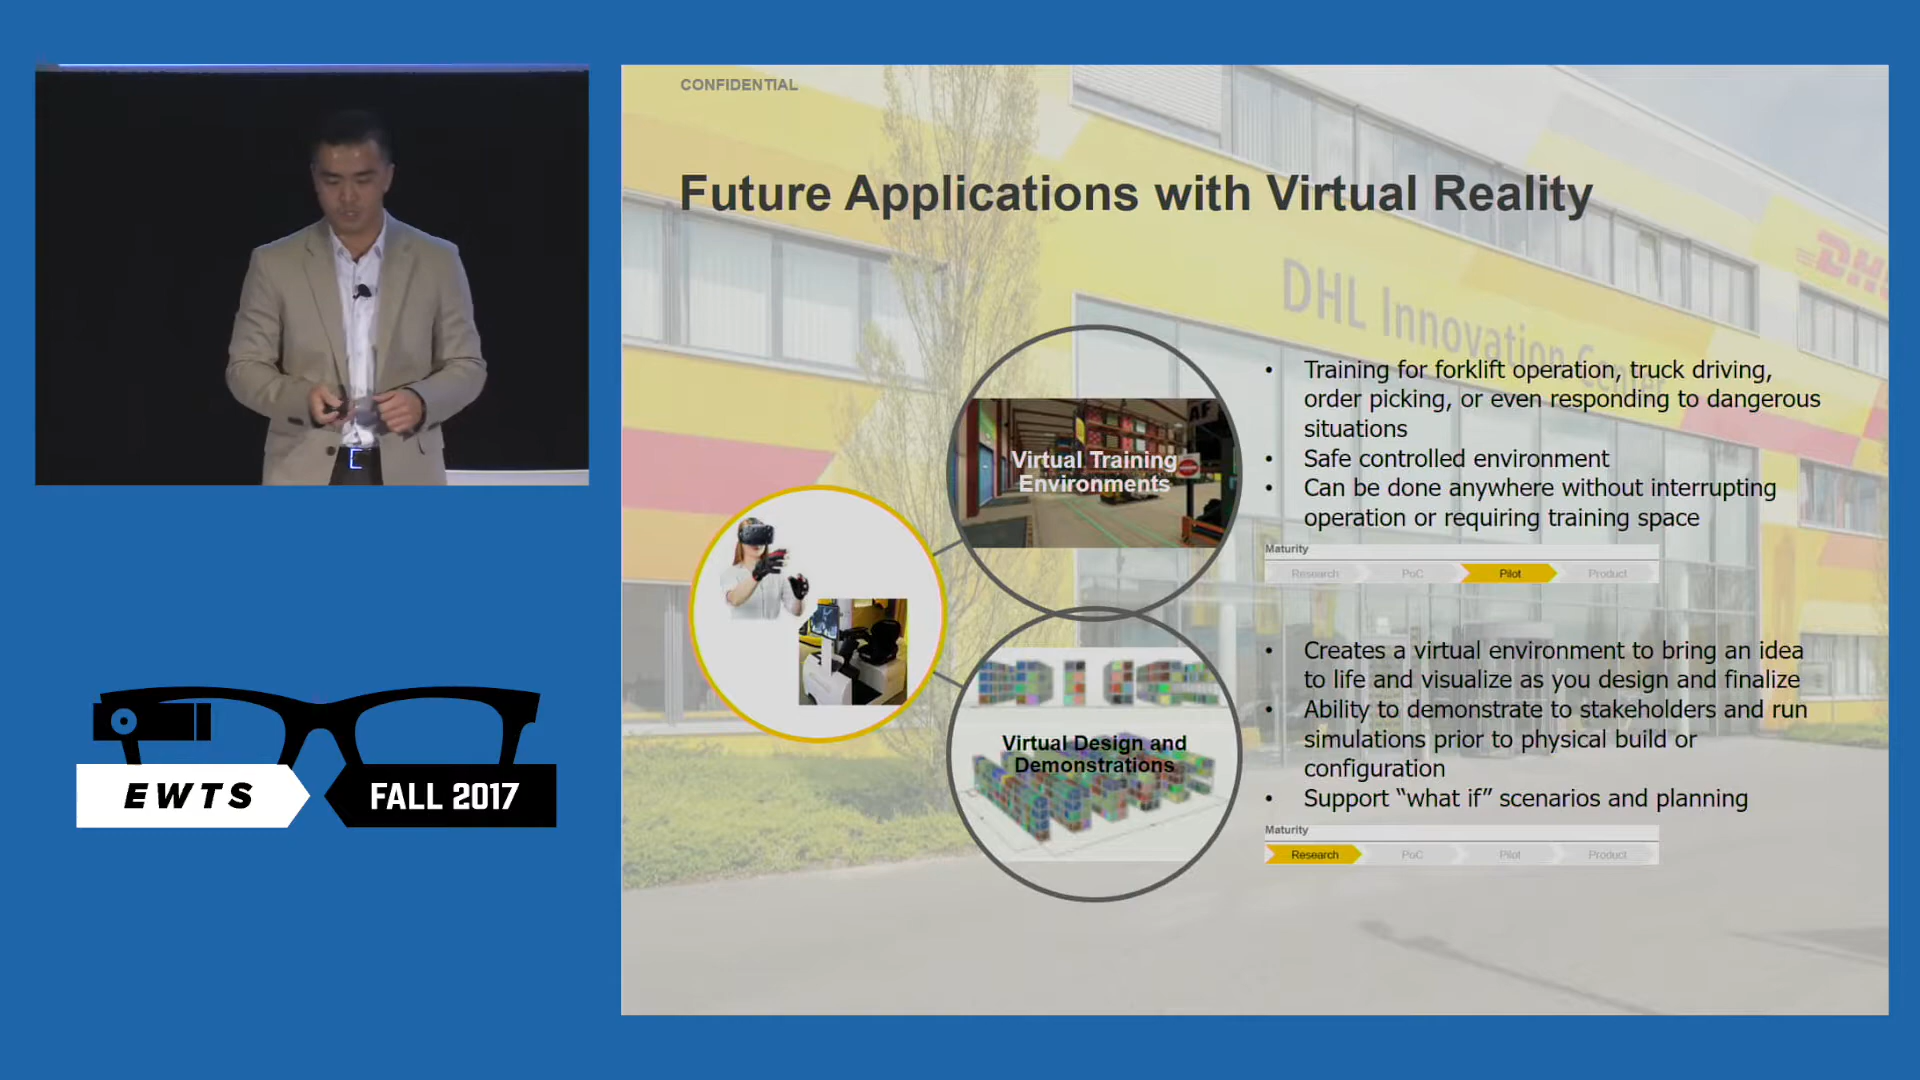 CONFIDENTIAL
Future Applications with Virtual Reality
DHL
DHL Innovation Center
Virtual Training
Environments
• Training for forklift operation, truck driving,
order picking, or even responding to dangerous
situations
• Safe controlled environment
• Can be done anywhere without interrupting
operation or requiring training space
Maturity
Research PoC Pilot Product
Virtual Design and
Demonstrations
• Creates a virtual environment to bring an idea
to life and visualize as you design and finalize
• Ability to demonstrate to stakeholders and run
simulations prior to physical build or
configuration
• Support “what if” scenarios and planning
Maturity
Research PoC Pilot Product
EWTS FALL 2017